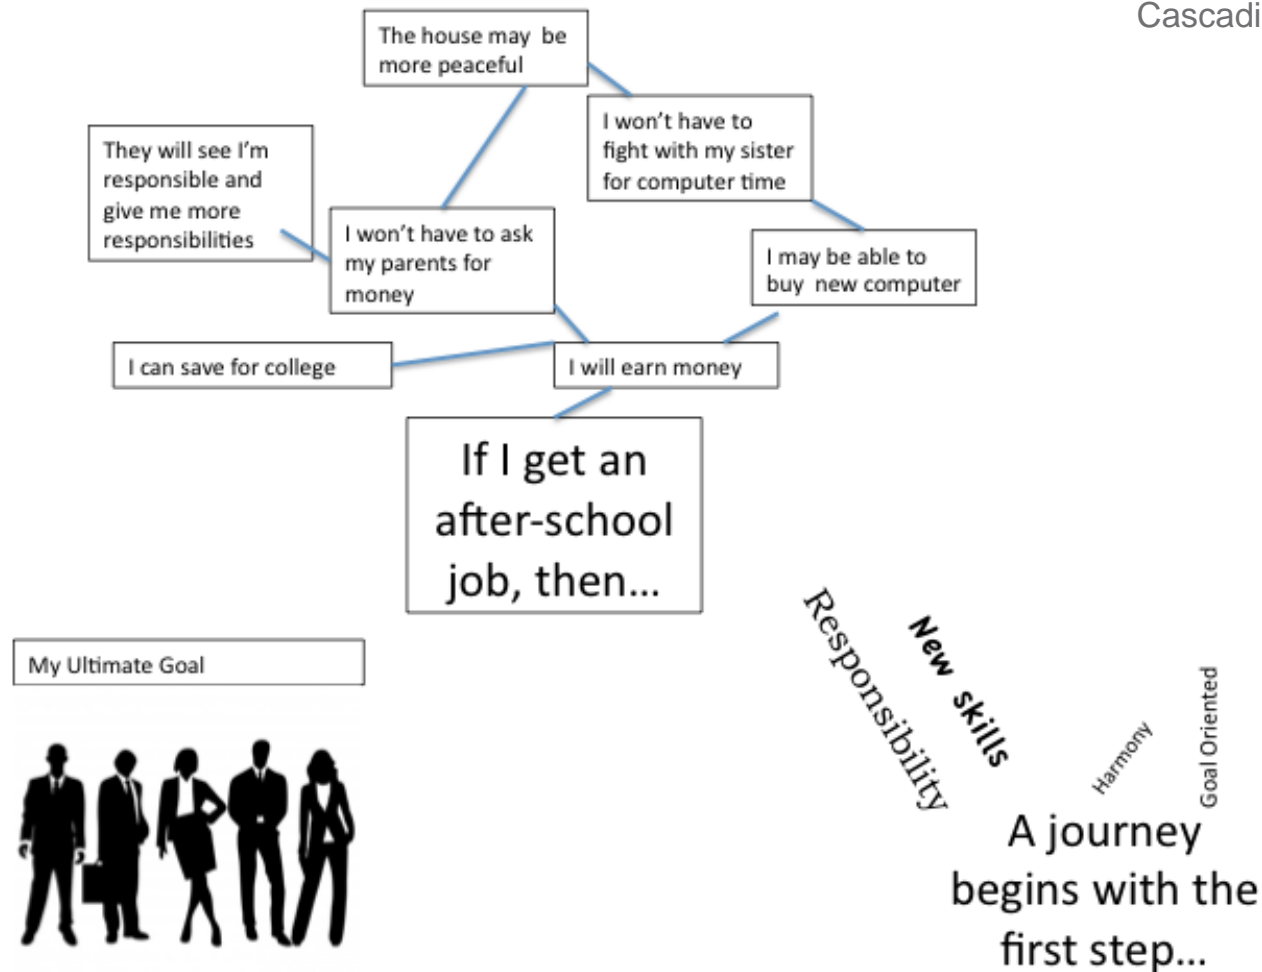 Cascadi
The house may be
more peaceful
I won't have to
fight with my sister
for computer time
They will see I'm
responsible and
give me more
responsibilities
I won't have to ask
my parents for
money
I may be able to
buy new computer
I can save for college
I will earn money
If I get an
after-school
job, then...
My Ultimate Goal
Responsibility
New skills
Harmony
Goal Oriented
A journey
begins with the
first step...